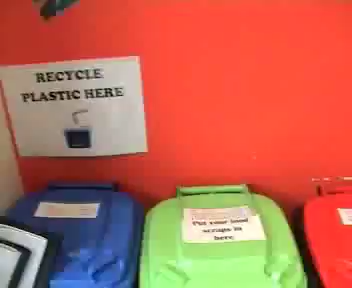 RECYCLE
PLASTIC HERE
Put your food
scraps in
here